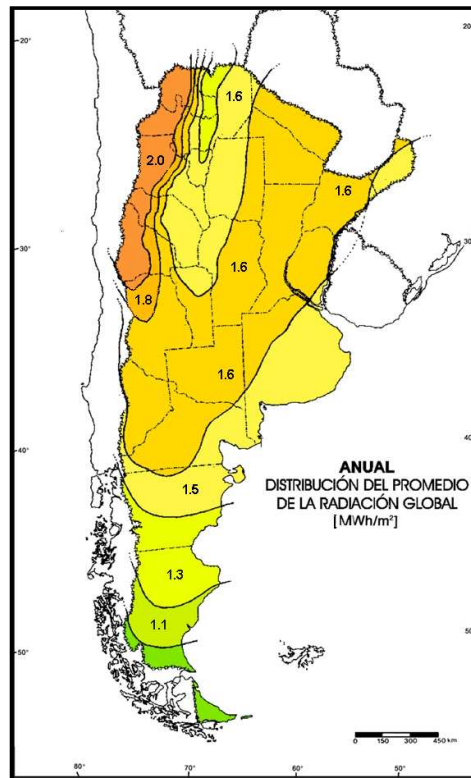 20°
20
1.6
2.0
1.6
30°
30
1.8
1.6
1.6
40°
40
ANUAL
DISTRIBUCIÓN DEL PROMEDIO
DE LA RADIACIÓN GLOBAL
[MWh/m²]
1.5
1.3
1.1
50°
50
0 150 300 450 km
80° 70° 60° 50°